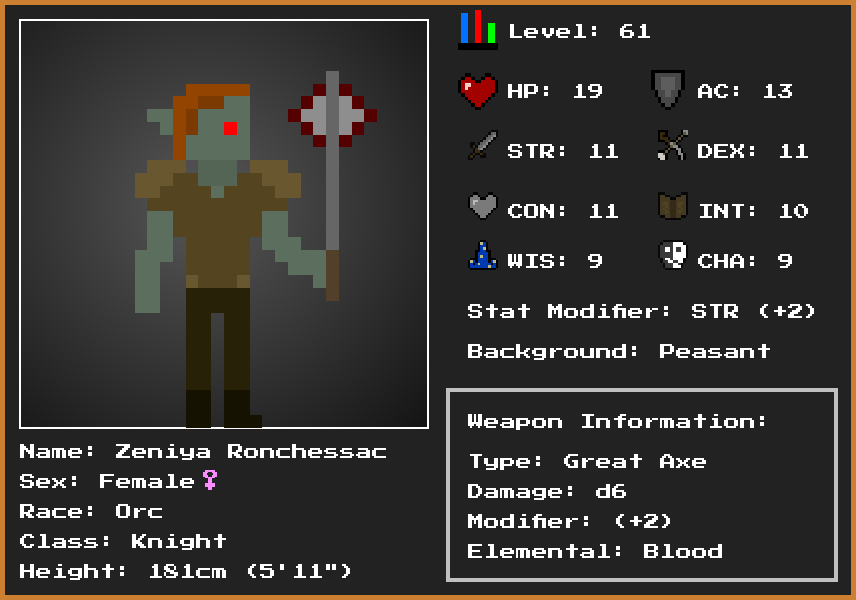 Level: 61
HP: 19
AC: 13
STR: 11
DEX: 11
CON: 11
INT: 10
WIS: 9
CHA: 9
Stat Modifier: STR (+2)
Background: Peasant
Weapon Information:
Type: Great Axe
Damage: d6
Modifier: (+2)
Elemental: Blood
Name: Zeniya Ronchessac
Sex: Female♀
Race: Orc
Class: Knight
Height: 181cm (5'11")